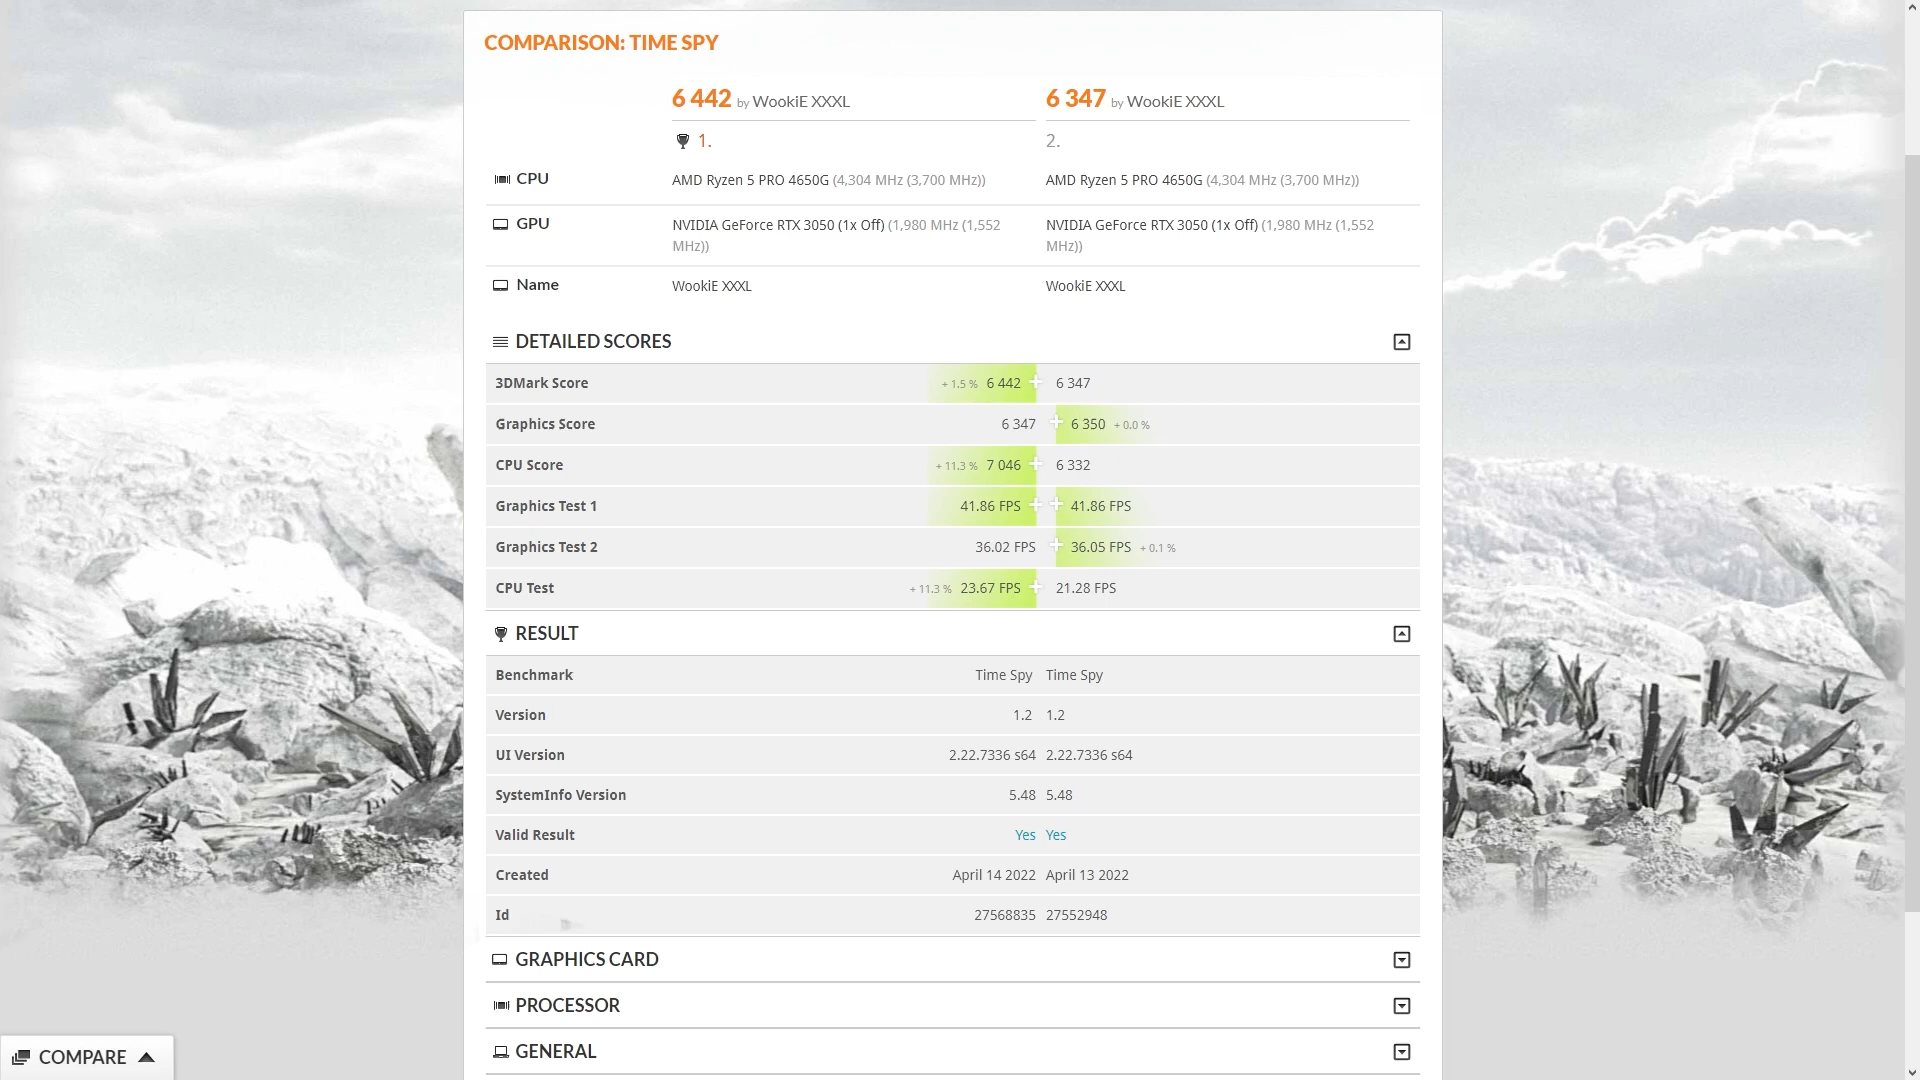 COMPARISON: TIME SPY
6 442 by WookiE XXXL 6 347 by WookiE XXXL
1. 2.
CPU AMD Ryzen 5 PRO 4650G (4,304 MHz (3,700 MHz)) AMD Ryzen 5 PRO 4650G (4,304 MHz (3,700 MHz))
GPU NVIDIA GeForce RTX 3050 (1x Off) (1,980 MHz (1,552 NVIDIA GeForce RTX 3050 (1x Off) (1,980 MHz (1,552
MHz)) MHz))
Name WookiE XXXL WookiE XXXL
DETAILED SCORES
3DMark Score + 1.5 % 6 442 6 347
Graphics Score 6 347 6 350 + 0.0 %
CPU Score + 11.3 % 7 046 6 332
Graphics Test 1 41.86 FPS 41.86 FPS
Graphics Test 2 36.02 FPS 36.05 FPS + 0.1 %
CPU Test + 11.3 % 23.67 FPS 21.28 FPS
RESULT
Benchmark Time Spy Time Spy
Version 1.2 1.2
UI Version 2.22.7336 s64 2.22.7336 s64
SystemInfo Version 5.48 5.48
Valid Result Yes Yes
Created April 14 2022 April 13 2022
Id 27568835 27552948
GRAPHICS CARD
PROCESSOR
GENERAL
COMPARE